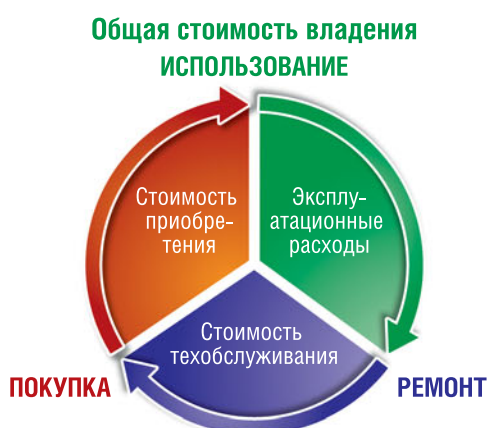 Общая стоимость владения
ИСПОЛЬЗОВАНИЕ
Стоимость
приобре-
тения
Эксплу-
атационные
расходы
Стоимость
техобслуживания
ПОКУПКА
РЕМОНТ